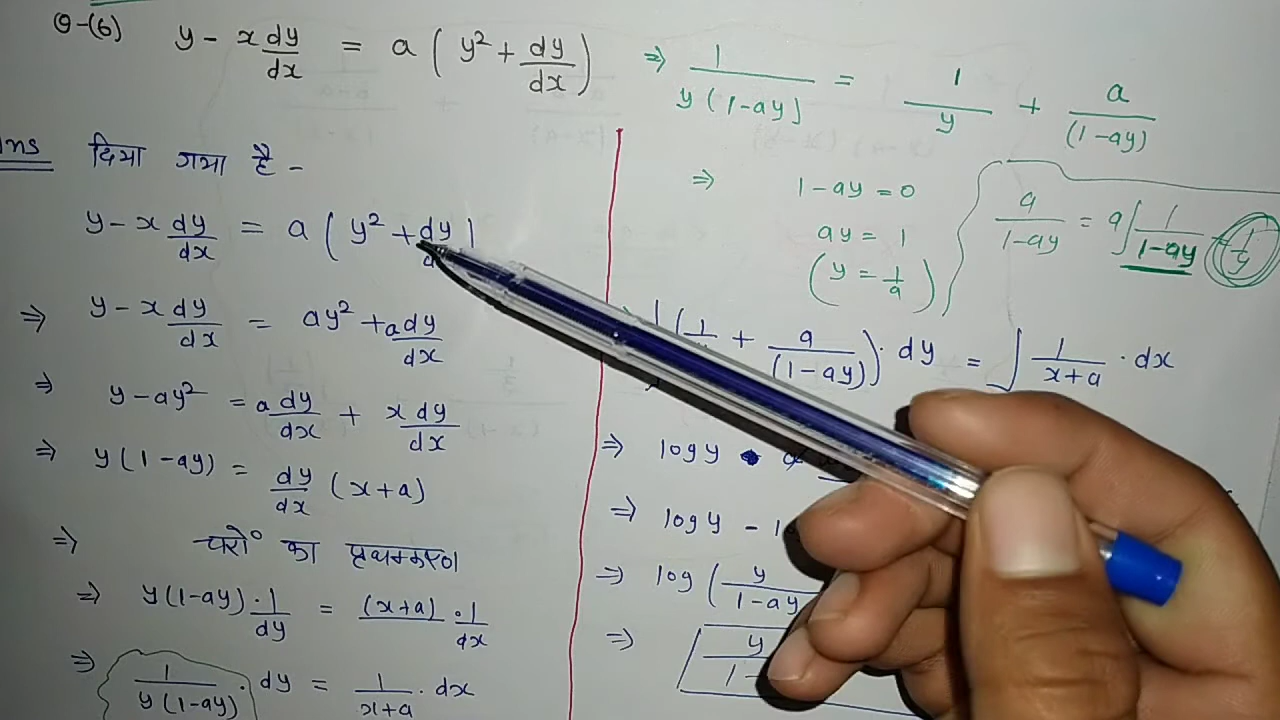 Q-(6) y - x dy/dx = a ( y² + dy/dx )
Ans दिया गया है -
y - x dy/dx = a ( y² + dy
⇒ y - x dy/dx = ay² + a dy/dx
⇒ y - ay² = a dy/dx + x dy/dx
⇒ y(1-ay) = dy/dx (x+a)
⇒ चरों का पृथक्करण
⇒ y(1-ay) · 1/dy = (x+a) · 1/dx
⇒ 1/y(1-ay) · dy = 1/x+a · dx
⇒ 1/y(1-ay) = 1/y + a/(1-ay)
⇒ 1-ay = 0
ay = 1
(y = 1/a)
a/1-ay = a 1/1-ay
+ a/(1-ay)) · dy = ∫ 1/x+a · dx
⇒ log y
⇒ log y -
⇒ log ( y/1-ay
⇒ y/1-